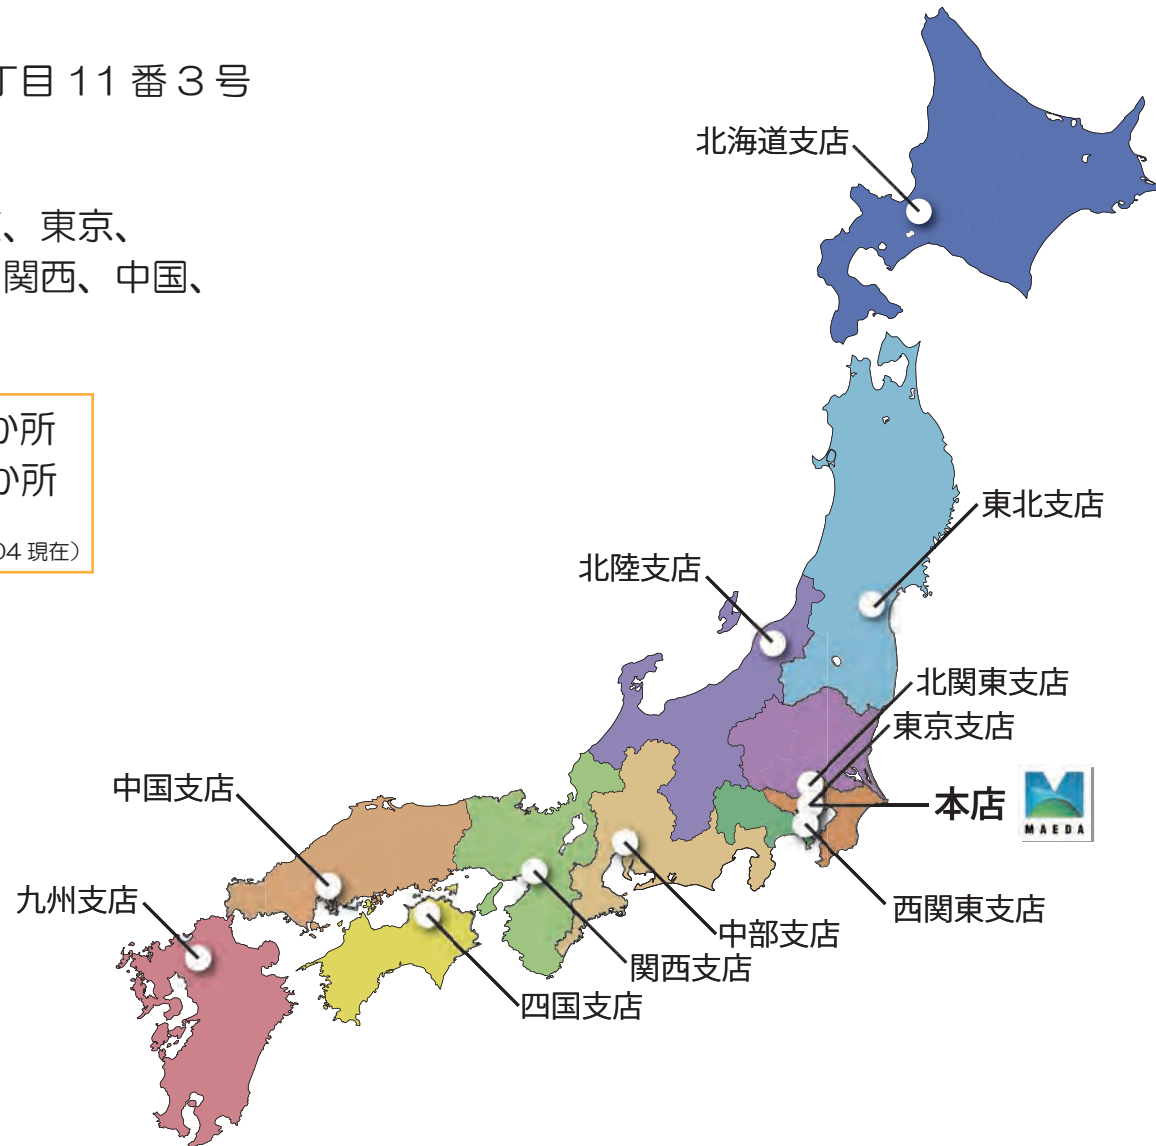 丁目 11 番 3 号
、東京、
関西、中国、
か所
か所
04 現在）
北海道支店
東北支店
北陸支店
北関東支店
東京支店
本店
MAEDA
中国支店
九州支店
西関東支店
中部支店
関西支店
四国支店